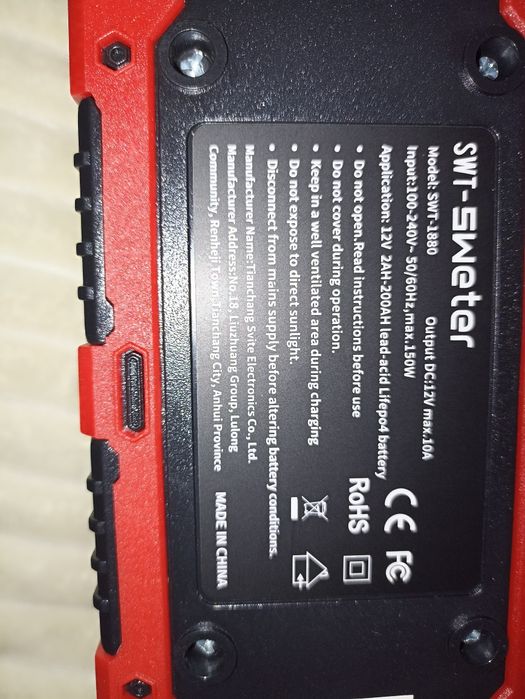 SWT-Sweter
Model: SWT-1880 Output DC:12V max.10A
Input:100-240V~ 50/60Hz,max.150W
Application: 12V 2AH-200AH lead-acid Lifepo4 battery
• Do not open.Read instructions before use
• Do not cover during operation.
• Keep in a well ventilated area during charging
• Do not expose to direct sunlight.
• Disconnect from mains supply before altering battery conditions.
Manufacturer Name:Tianchang Svite Electronics Co., Ltd.
Manufacturer Address:No.18, Liuzhuang Group, Lulong
Community, Renheji Town,Tianchang City, Anhui Province MADE IN CHINA
CE FC
RoHS